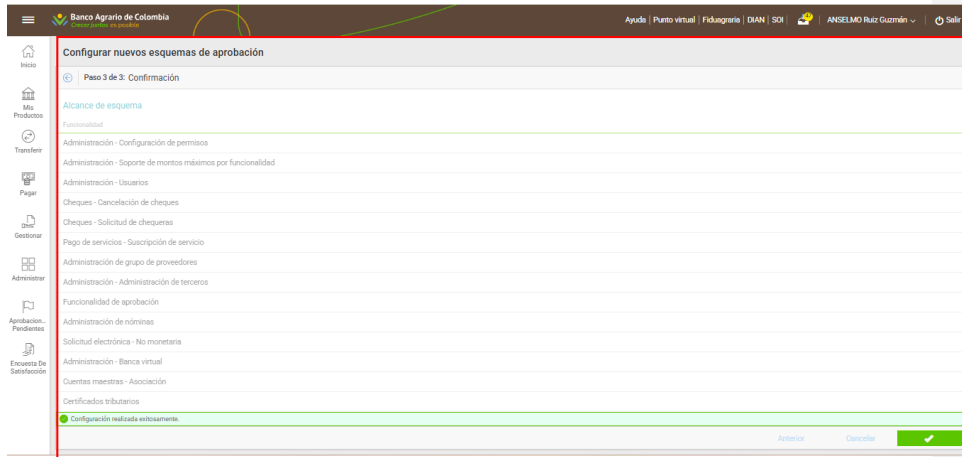 Banco Agrario de Colombia
Crecer juntos es posible
Ayuda | Punto virtual | Fiduagraria | DIAN | SOI | ANSELMO Ruiz Guzmán | Salir
Inicio
Mis
Productos
Transferir
Pagar
Gestionar
Administrar
Aprobacion...
Pendientes
Encuesta De
Satisfacción
Configurar nuevos esquemas de aprobación
Paso 3 de 3: Confirmación
Alcance de esquema
Funcionalidad
Administración - Configuración de permisos
Administración - Soporte de montos máximos por funcionalidad
Administración - Usuarios
Cheques - Cancelación de cheques
Cheques - Solicitud de chequeras
Pago de servicios - Suscripción de servicio
Administración de grupo de proveedores
Administración - Administración de terceros
Funcionalidad de aprobación
Administración de nóminas
Solicitud electrónica - No monetaria
Administración - Banca virtual
Cuentas maestras - Asociación
Certificados tributarios
Configuración realizada exitosamente.
Anterior Cancelar